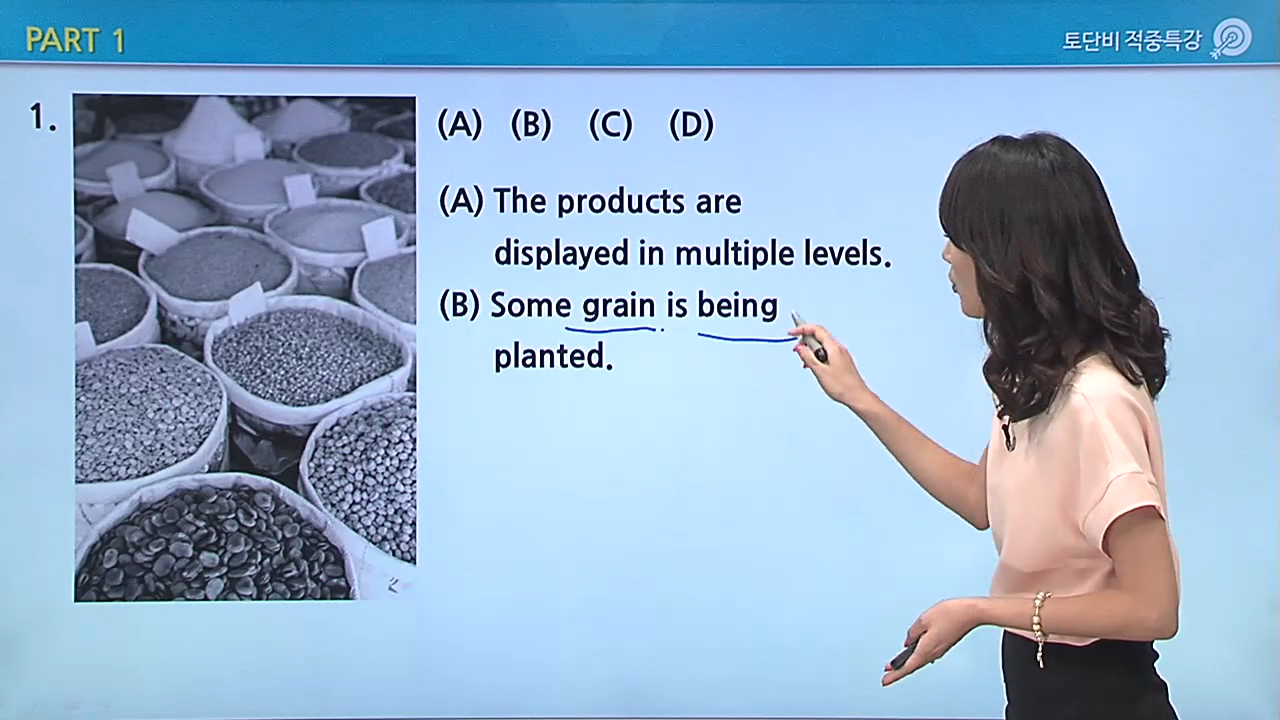 PART 1
토단비 적중특강
1.
(A) (B) (C) (D)
(A) The products are
displayed in multiple levels.
(B) Some grain is being
planted.